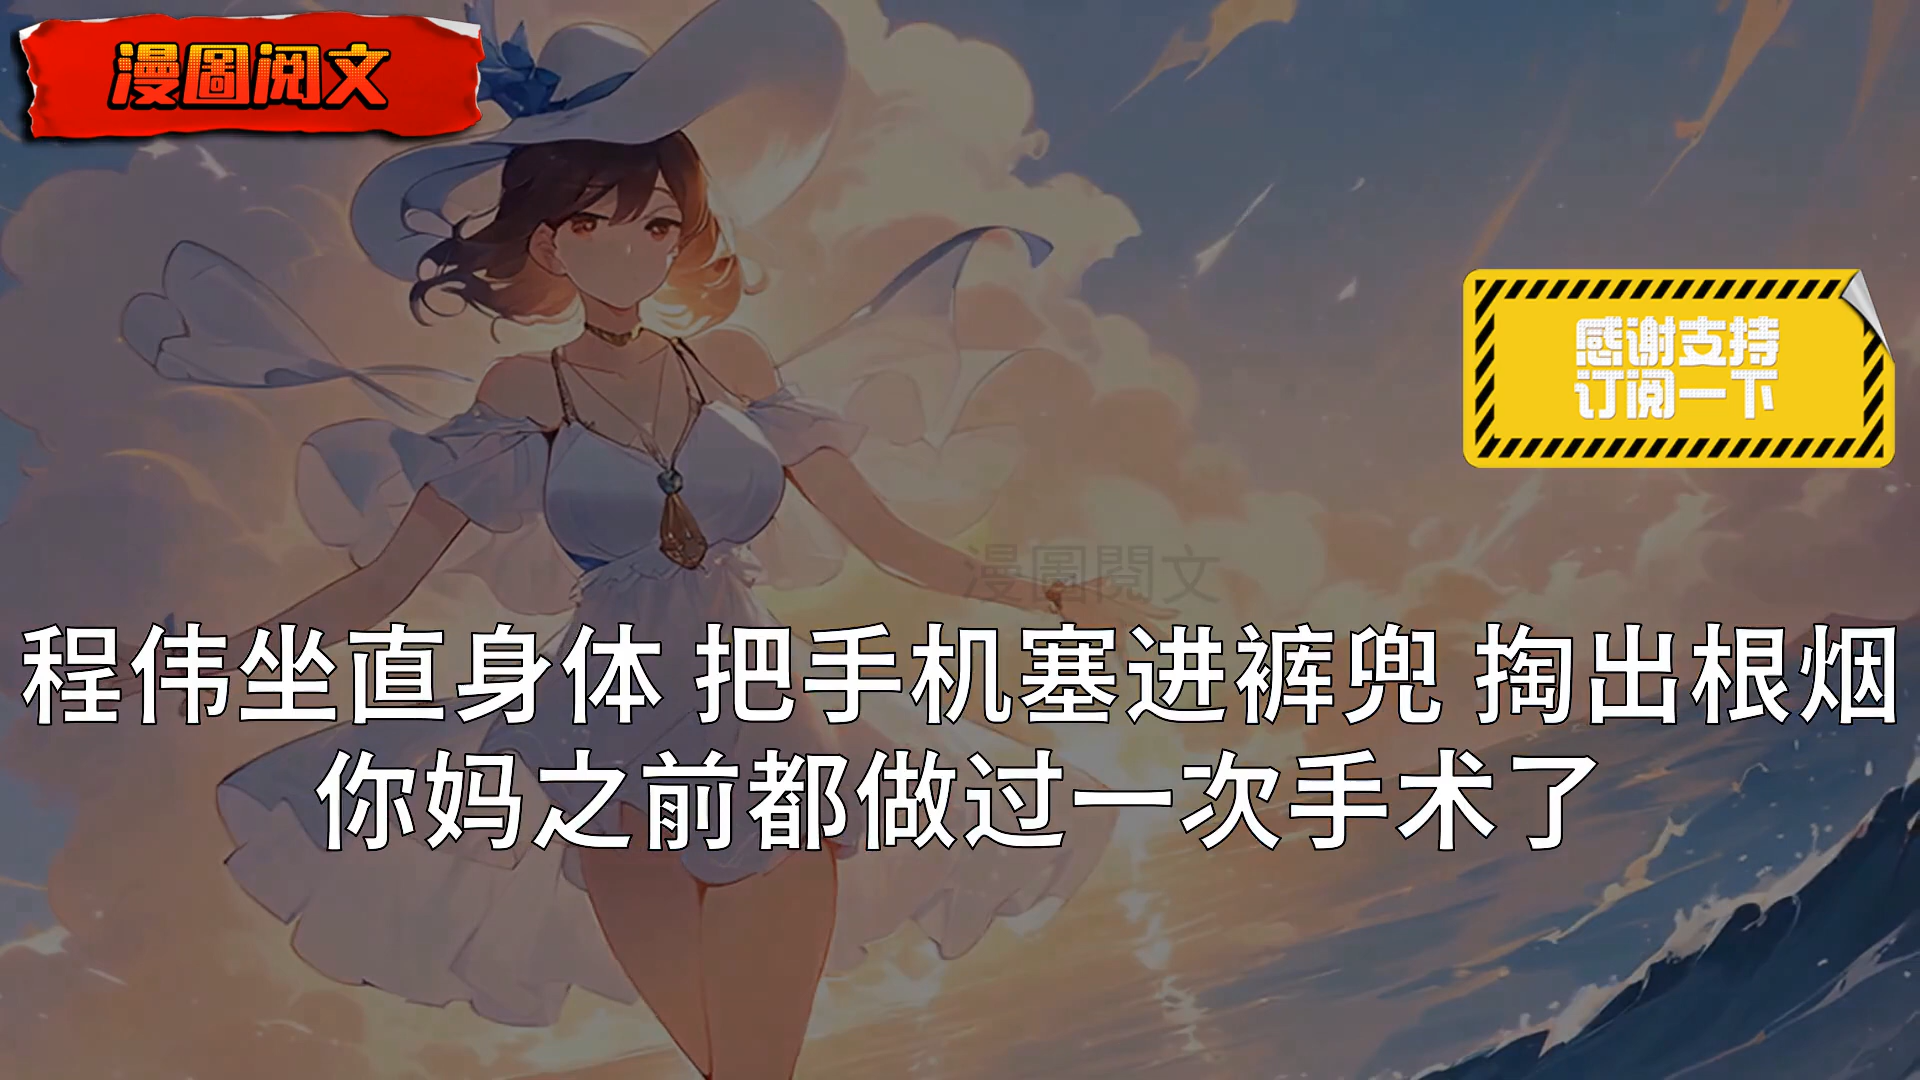 漫圖阅文
感谢支持
订阅一下
漫圖閱文
程伟坐直身体 把手机塞进裤兜 掏出根烟
你妈之前都做过一次手术了